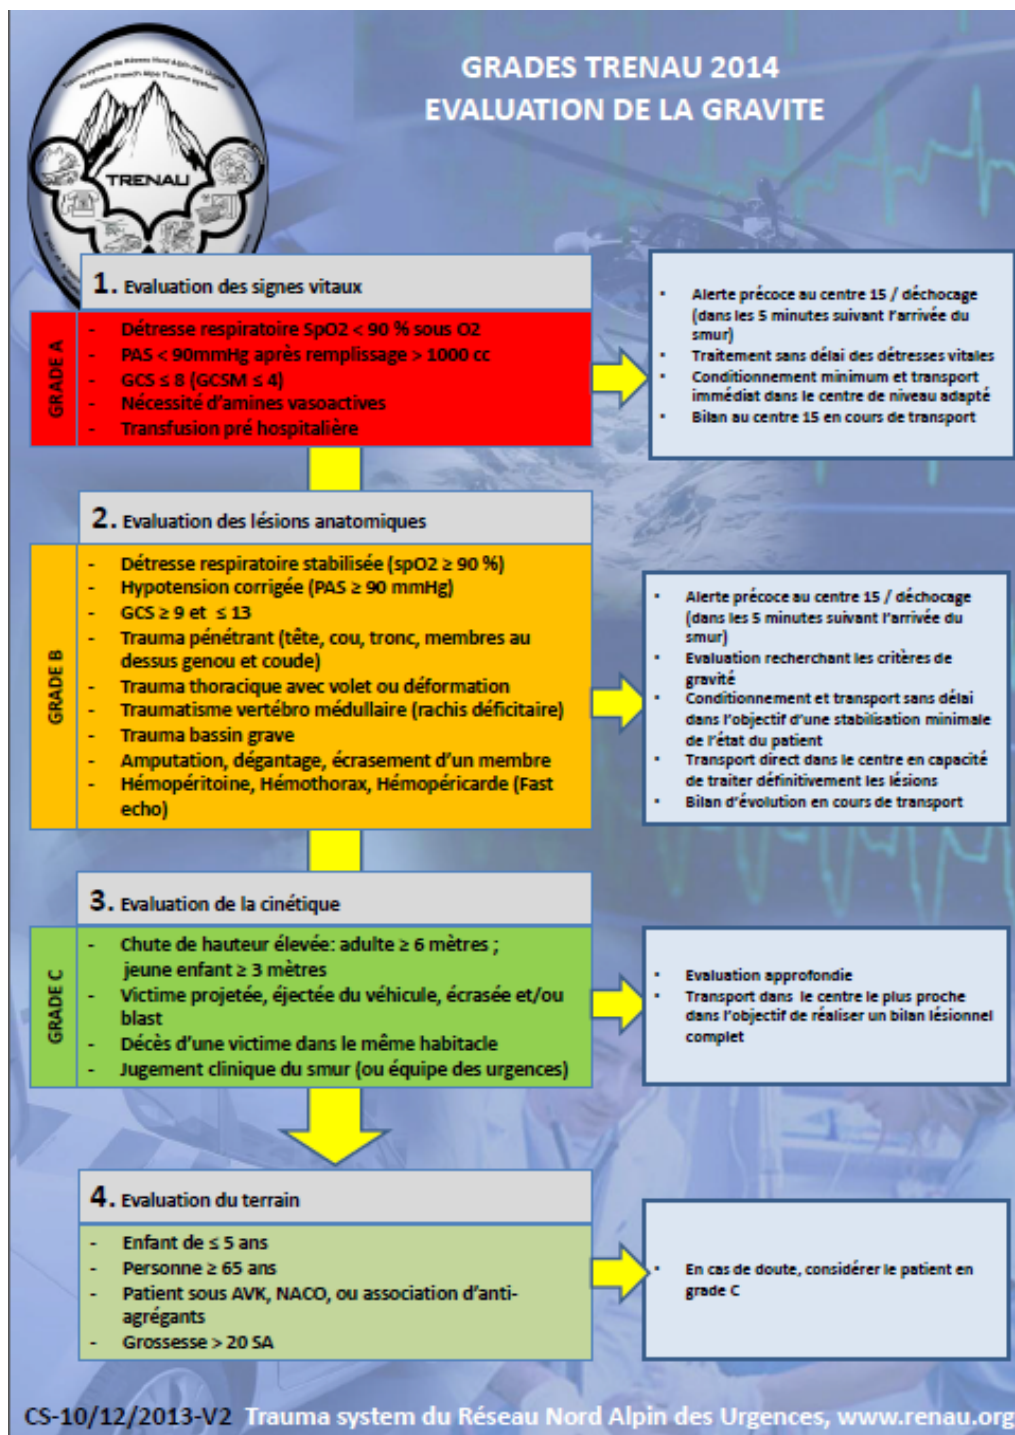 Trauma system du Réseau Nord Alpin des Urgences
Northern French Alps Trauma system
TRENAU
GRADES TRENAU 2014
EVALUATION DE LA GRAVITE
1. Evaluation des signes vitaux
GRADE A
- Détresse respiratoire SpO2 < 90 % sous O2
- PAS < 90mmHg après remplissage > 1000 cc
- GCS ≤ 8 (GCSM ≤ 4)
- Nécessité d'amines vasoactives
- Transfusion pré hospitalière
▪ Alerte précoce au centre 15 / déchocage
(dans les 5 minutes suivant l'arrivée du
smur)
▪ Traitement sans délai des détresses vitales
▪ Conditionnement minimum et transport
immédiat dans le centre de niveau adapté
▪ Bilan au centre 15 en cours de transport
2. Evaluation des lésions anatomiques
GRADE B
- Détresse respiratoire stabilisée (spO2 ≥ 90 %)
- Hypotension corrigée (PAS ≥ 90 mmHg)
- GCS ≥ 9 et ≤ 13
- Trauma pénétrant (tête, cou, tronc, membres au
dessus genou et coude)
- Trauma thoracique avec volet ou déformation
- Traumatisme vertébro médullaire (rachis déficitaire)
- Trauma bassin grave
- Amputation, dégantage, écrasement d'un membre
- Hémopéritoine, Hémothorax, Hémopéricarde (Fast
echo)
▪ Alerte précoce au centre 15 / déchocage
(dans les 5 minutes suivant l'arrivée du
smur)
▪ Evaluation recherchant les critères de
gravité
▪ Conditionnement et transport sans délai
dans l'objectif d'une stabilisation minimale
de l'état du patient
▪ Transport direct dans le centre en capacité
de traiter définitivement les lésions
▪ Bilan d'évolution en cours de transport
3. Evaluation de la cinétique
GRADE C
- Chute de hauteur élevée: adulte ≥ 6 mètres ;
jeune enfant ≥ 3 mètres
- Victime projetée, éjectée du véhicule, écrasée et/ou
blast
- Décès d'une victime dans le même habitacle
- Jugement clinique du smur (ou équipe des urgences)
▪ Evaluation approfondie
▪ Transport dans le centre le plus proche
dans l'objectif de réaliser un bilan lésionnel
complet
4. Evaluation du terrain
- Enfant de ≤ 5 ans
- Personne ≥ 65 ans
- Patient sous AVK, NACO, ou association d'anti-
agrégants
- Grossesse > 20 SA
▪ En cas de doute, considérer le patient en
grade C
CS-10/12/2013-V2 Trauma system du Réseau Nord Alpin des Urgences, www.renau.org